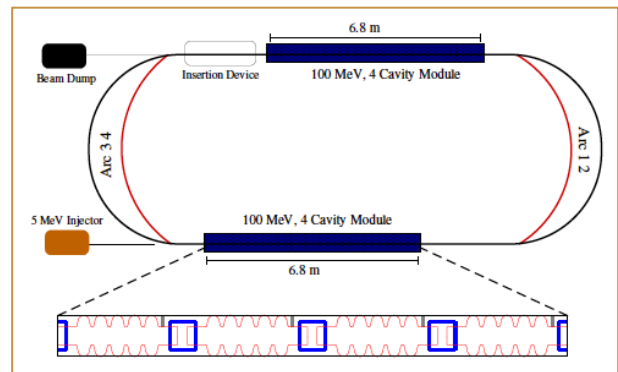 6.8 m
Beam Dump
Insertion Device
100 MeV, 4 Cavity Module
Arc 3 4
Arc 1 2
5 MeV Injector
100 MeV, 4 Cavity Module
6.8 m